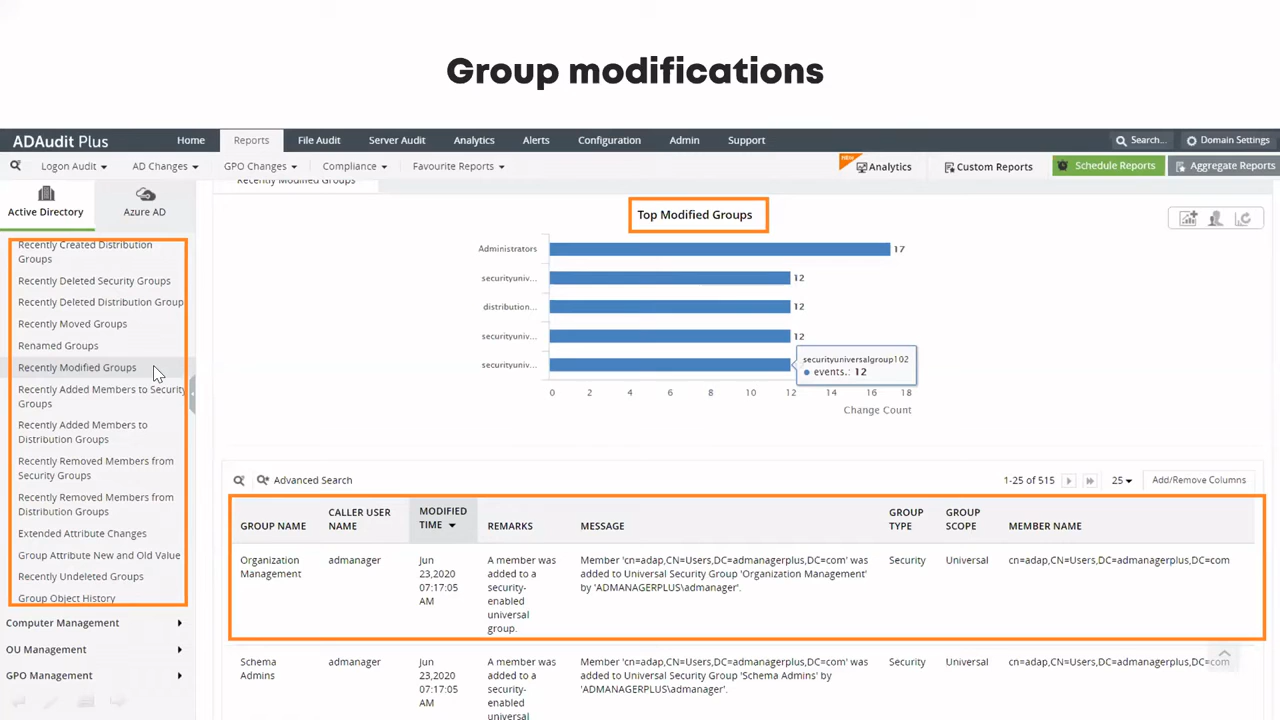 Group modifications
ADAudit Plus
Home
Reports
File Audit
Server Audit
Analytics
Alerts
Configuration
Admin
Support
Search...
Domain Settings
Logon Audit
AD Changes
GPO Changes
Compliance
Favourite Reports
NEW
Analytics
Custom Reports
Schedule Reports
Aggregate Reports
Active Directory
Azure AD
Recently Created Distribution
Groups
Recently Deleted Security Groups
Recently Deleted Distribution Group
Recently Moved Groups
Renamed Groups
Recently Modified Groups
Recently Added Members to Security
Groups
Recently Added Members to
Distribution Groups
Recently Removed Members from
Security Groups
Recently Removed Members from
Distribution Groups
Extended Attribute Changes
Group Attribute New and Old Value
Recently Undeleted Groups
Group Object History
Computer Management
OU Management
GPO Management
Recently Modified Groups
Top Modified Groups
Administrators
17
securityuniv...
12
distribution...
12
securityuniv...
12
securityuniv...
securityuniversalgroup102
events.: 12
0 2 4 6 8 10 12 14 16 18
Change Count
Advanced Search
1-25 of 515
25
Add/Remove Columns
GROUP NAME
CALLER USER
NAME
MODIFIED
TIME
REMARKS
MESSAGE
GROUP
TYPE
GROUP
SCOPE
MEMBER NAME
Organization
Management
admanager
Jun
23,2020
07:17:05
AM
A member was
added to a
security-
enabled
universal
group.
Member 'cn=adap,CN=Users,DC=admanagerplus,DC=com' was
added to Universal Security Group 'Organization Management'
by 'ADMANAGERPLUS\admanager'.
Security
Universal
cn=adap,CN=Users,DC=admanagerplus,DC=com
Schema
Admins
admanager
Jun
23,2020
07:17:05
AM
A member was
added to a
security-
enabled
universal
Member 'cn=adap,CN=Users,DC=admanagerplus,DC=com' was
added to Universal Security Group 'Schema Admins' by
'ADMANAGERPLUS\admanager'.
Security
Universal
cn=adap,CN=Users,DC=admanagerplus,DC=com